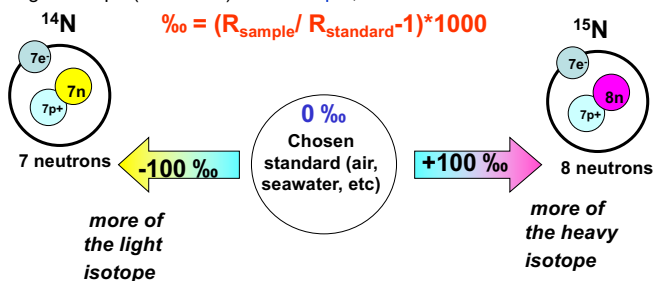 ¹⁴N
‰ = (Rsample/ Rstandard-1)*1000
¹⁵N
7e-
7n
7p+
7 neutrons
0 ‰
Chosen
standard (air,
seawater, etc)
-100 ‰
+100 ‰
7e-
8n
7p+
8 neutrons
more of
the light
isotope
more of
the heavy
isotope